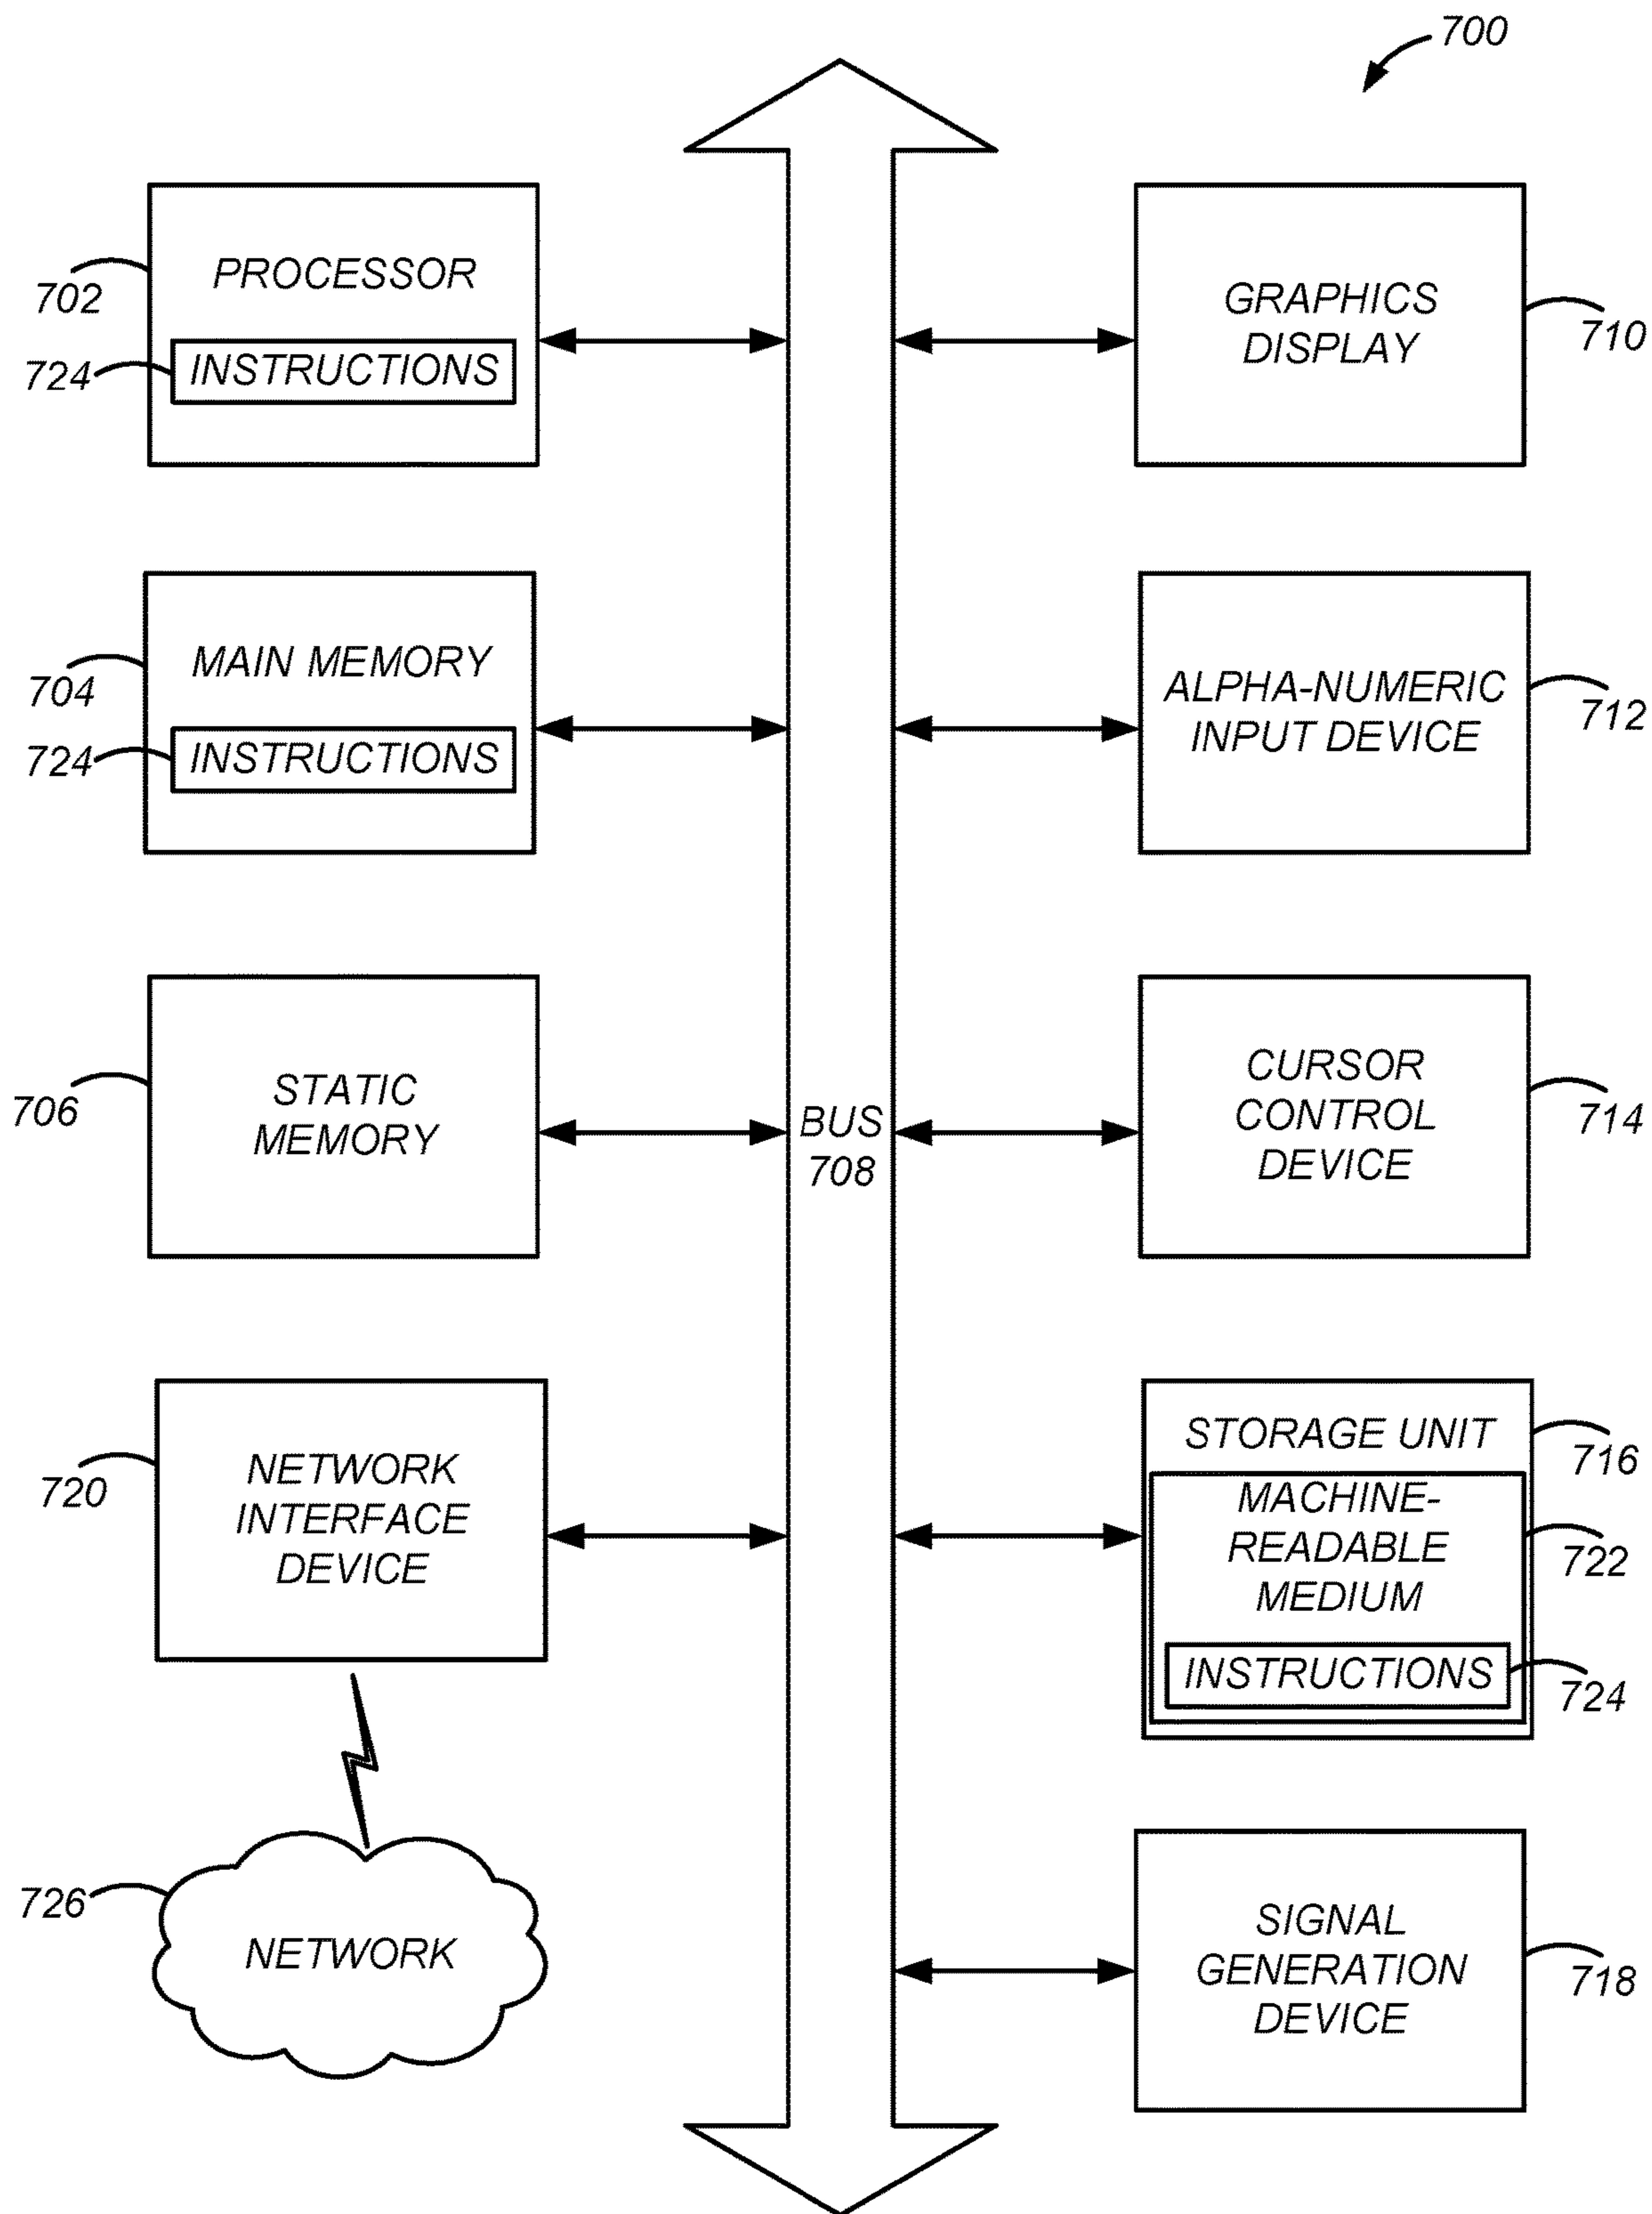 700
PROCESSOR
702
724
INSTRUCTIONS
GRAPHICS
DISPLAY
710
MAIN MEMORY
704
724
INSTRUCTIONS
ALPHA-NUMERIC
INPUT DEVICE
712
STATIC
MEMORY
706
BUS
708
CURSOR
CONTROL
DEVICE
714
NETWORK
INTERFACE
DEVICE
720
STORAGE UNIT
716
MACHINE-
READABLE
MEDIUM
722
INSTRUCTIONS
724
726
NETWORK
SIGNAL
GENERATION
DEVICE
718